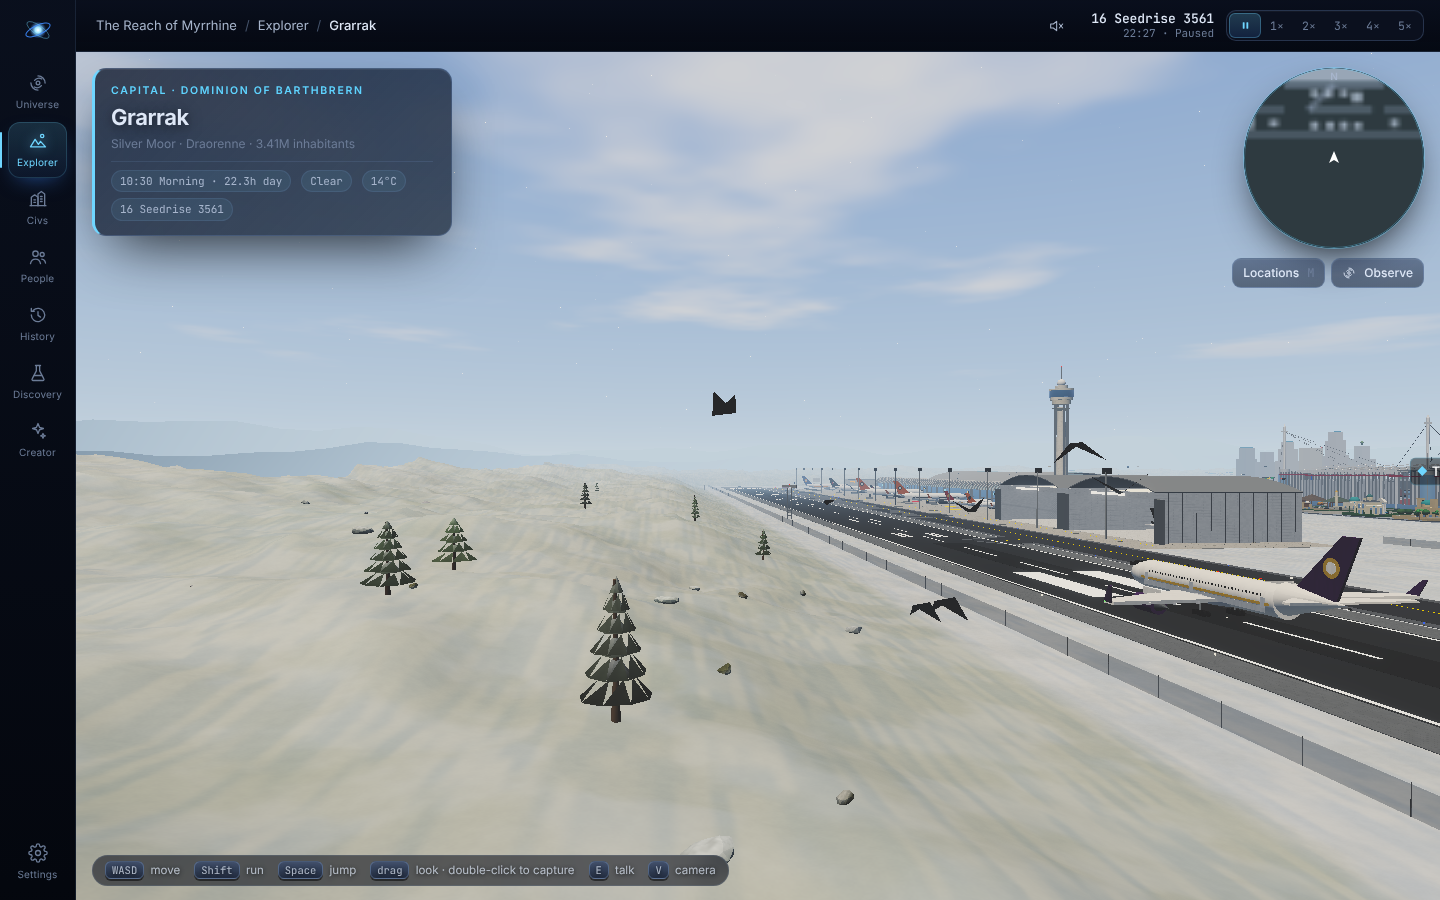 The Reach of Myrrhine / Explorer / Grarrak
16 Seedrise 3561
22:27 · Paused
1×
2×
3×
4×
5×
Universe
Explorer
Civs
People
History
Discovery
Creator
Settings
CAPITAL · DOMINION OF BARTHBRERN
Grarrak
Silver Moor · Draorenne · 3.41M inhabitants
10:30 Morning · 22.3h day
Clear
14°C
16 Seedrise 3561
N
Locations M
Observe
T
WASD move Shift run Space jump drag look · double-click to capture E talk V camera